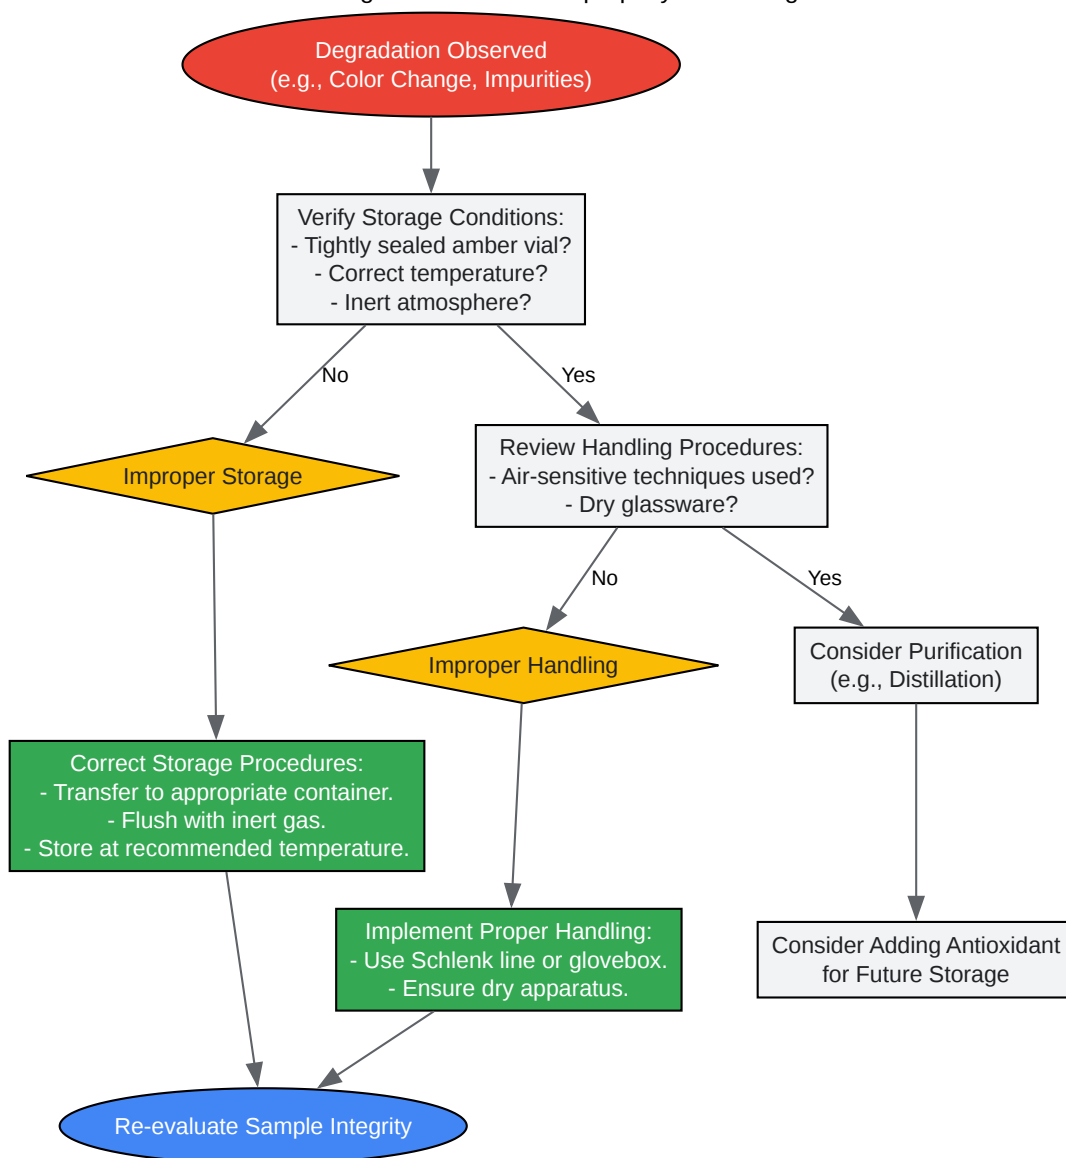 Degradation Observed
(e.g., Color Change, Impurities)
Verify Storage Conditions:
- Tightly sealed amber vial?
- Correct temperature?
- Inert atmosphere?
No
Yes
Improper Storage
Review Handling Procedures:
- Air-sensitive techniques used?
- Dry glassware?
No
Yes
Improper Handling
Consider Purification
(e.g., Distillation)
Correct Storage Procedures:
- Transfer to appropriate container.
- Flush with inert gas.
- Store at recommended temperature.
Implement Proper Handling:
- Use Schlenk line or glovebox.
- Ensure dry apparatus.
Consider Adding Antioxidant
for Future Storage
Re-evaluate Sample Integrity